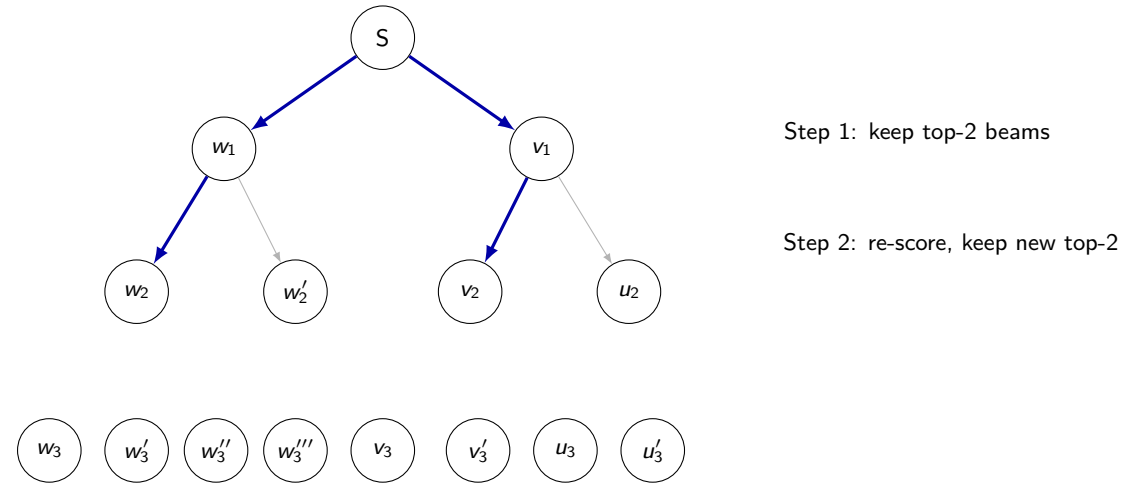 S
w₁ v₁
Step 1: keep top-2 beams
Step 2: re-score, keep new top-2
w₂ w₂′ v₂ u₂
w₃ w₃′ w₃′′ w₃′′′ v₃ v₃′ u₃ u₃′